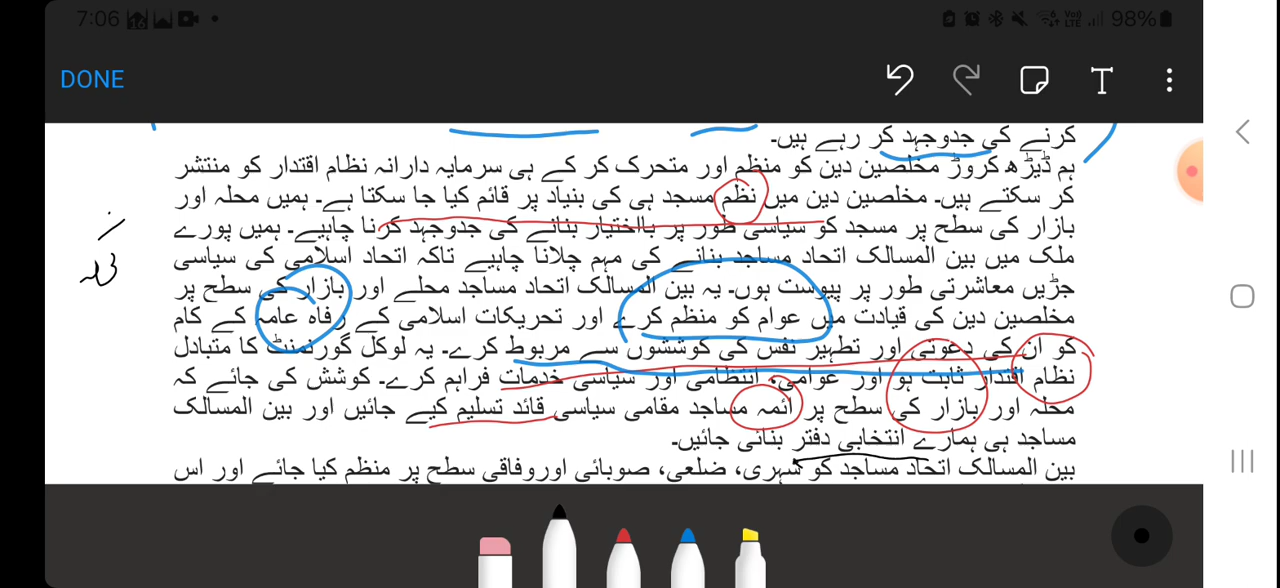 7:06
98%
DONE
کرنے کی جدوجہد کر رہے ہیں۔
ہم ڈیڑھ کروڑ مخلصین دین کو منظم اور متحرک کر کے ہی سرمایہ دارانہ نظام اقتدار کو منتشر
کر سکتے ہیں۔ مخلصین دین میں نظم مسجد ہی کی بنیاد پر قائم کیا جا سکتا ہے۔ ہمیں محلہ اور
بازار کی سطح پر مسجد کو سیاسی طور پر بااختیار بنانے کی جدوجہد کرنا چاہیے۔ ہمیں پورے
ملک میں بین المسالک اتحاد مساجد بنانے کی مہم چلانا چاہیے تاکہ اتحاد اسلامی کی سیاسی
جڑیں معاشرتی طور پر پیوست ہوں۔ یہ بین المسالک اتحاد مساجد محلے اور بازار کی سطح پر
مخلصین دین کی قیادت میں عوام کو منظم کرے اور تحریکات اسلامی کے رفاہ عامہ کے کام
کو ان کی دعوتی اور تطہیر نفس کی کوششوں سے مربوط کرے۔ یہ لوکل گورنمنٹ کا متبادل
نظام اقتدار ثابت ہو اور عوامی، انتظامی اور سیاسی خدمات فراہم کرے۔ کوشش کی جائے کہ
محلہ اور بازار کی سطح پر ائمہ مساجد مقامی سیاسی قائد تسلیم کیے جائیں اور بین المسالک
مساجد ہی ہمارے انتخابی دفتر بنائی جائیں۔
بین المسالک اتحاد مساجد کو شہری، ضلعی، صوبائی اوروفاقی سطح پر منظم کیا جائے اور اس